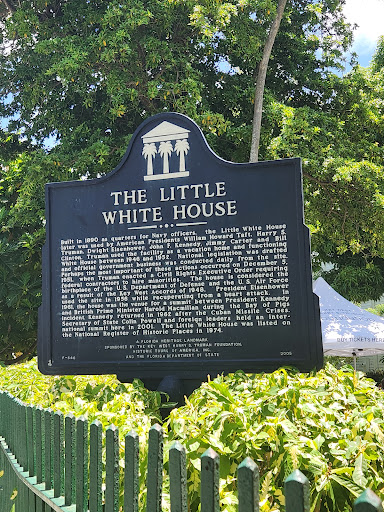 THE LITTLE
WHITE HOUSE
Built in 1890 as quarters for Navy officers, the Little White House
later was used by American Presidents William Howard Taft, Harry S.
Truman, Dwight Eisenhower, John F. Kennedy, Jimmy Carter and Bill
Clinton. Truman used the facility as a vacation home and functioning
White House between 1946 and 1952. National legislation was drafted
and official government business was conducted daily from the site.
Perhaps the most important of these actions occurred on December 5,
1951, when Truman enacted a Civil Rights Executive Order requiring
federal contractors to hire minorities. The house is considered the
birthplace of the U.S. Department of Defense and the U.S. Air Force
as a result of the Key West Accords of 1948. President Eisenhower
used the site in 1956 while recuperating from a heart attack. In
1961, the house was the venue for a summit between President Kennedy
and British Prime Minister Harold Macmillan during the Bay of Pigs
incident. Kennedy returned in 1962 after the Cuban Missile Crises.
Secretary of State Colin Powell and foreign leaders held an inter-
national summit here in 2001. The Little White House was listed on
the National Register of Historic Places in 1974.
A FLORIDA HERITAGE LANDMARK
SPONSORED BY THE KEY WEST HARRY S. TRUMAN FOUNDATION,
HISTORIC TOURS OF AMERICA, INC.,
F-546 AND THE FLORIDA DEPARTMENT OF STATE 2006
BUY TICKETS HERE